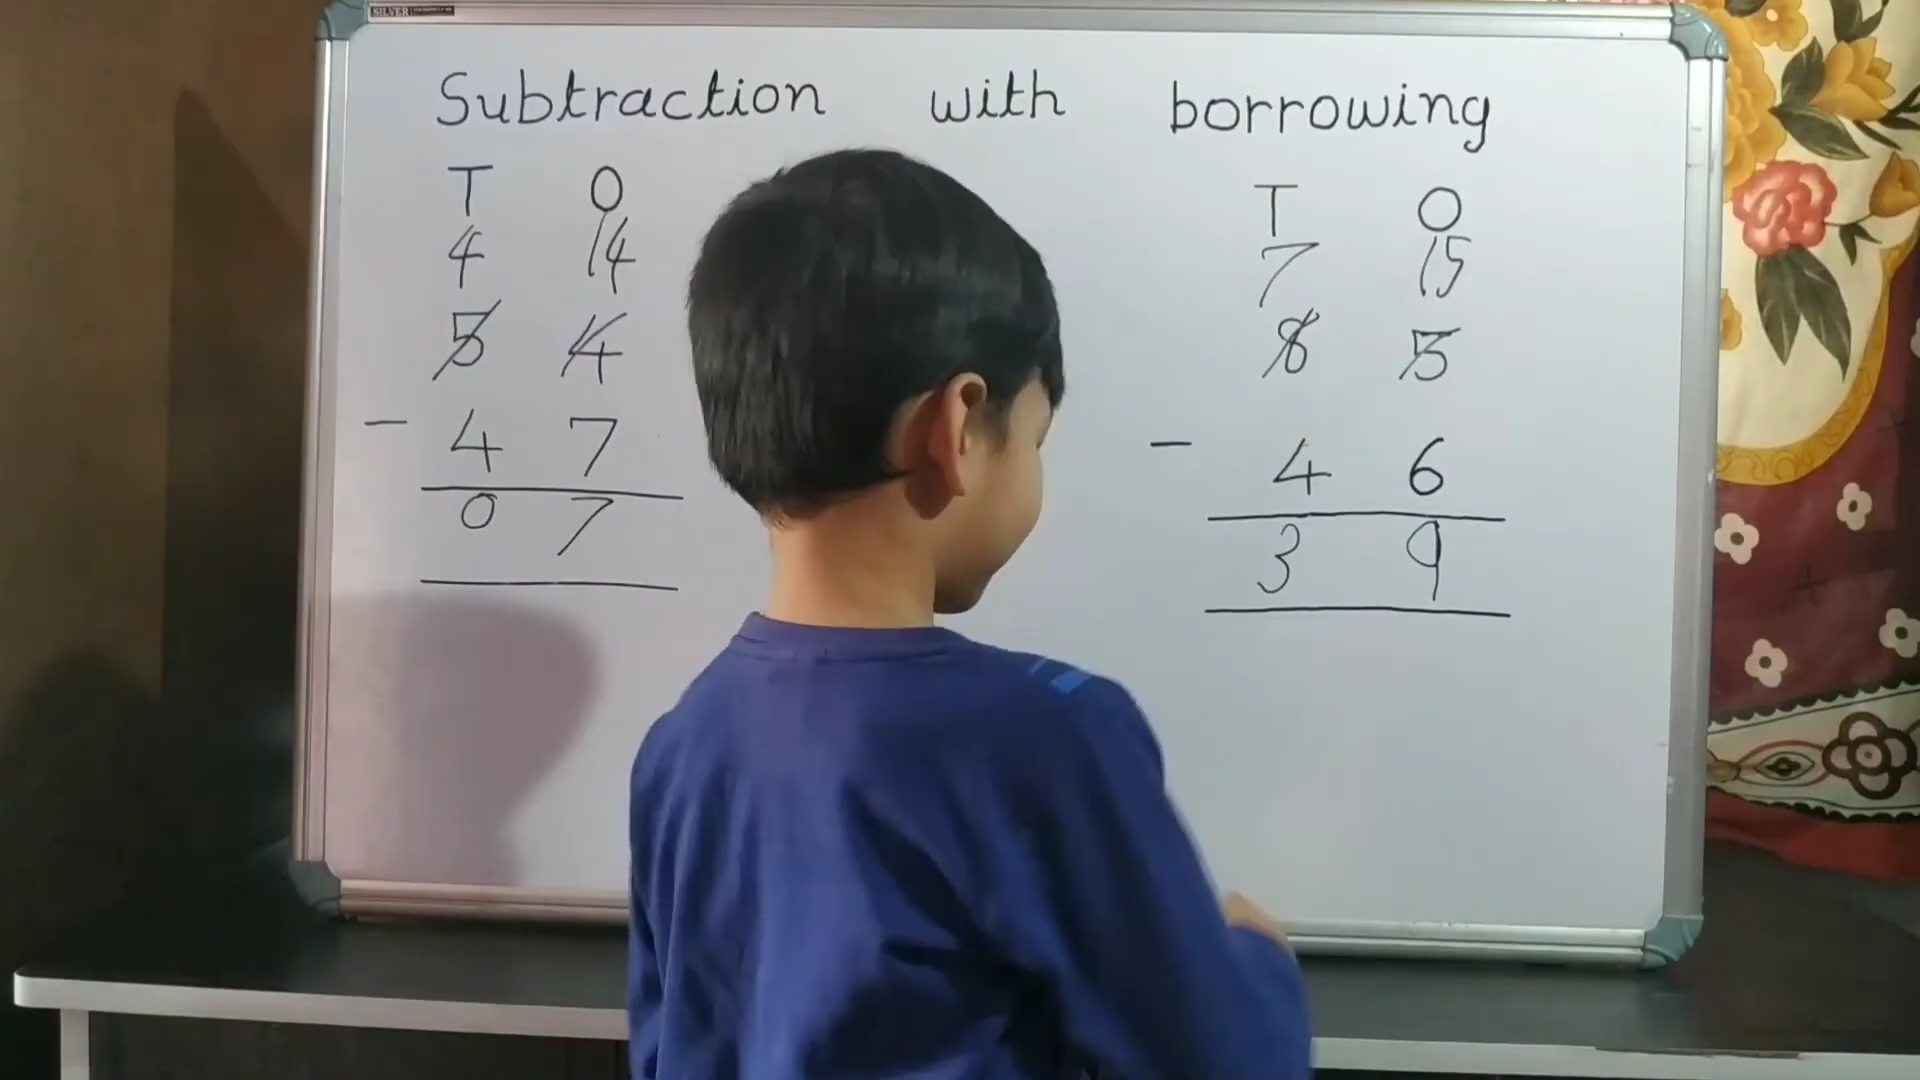 SILVER
Subtraction with borrowing
T O
4 14
5 4
- 4 7
0 7
T O
7 15
8 5
- 4 6
3 9